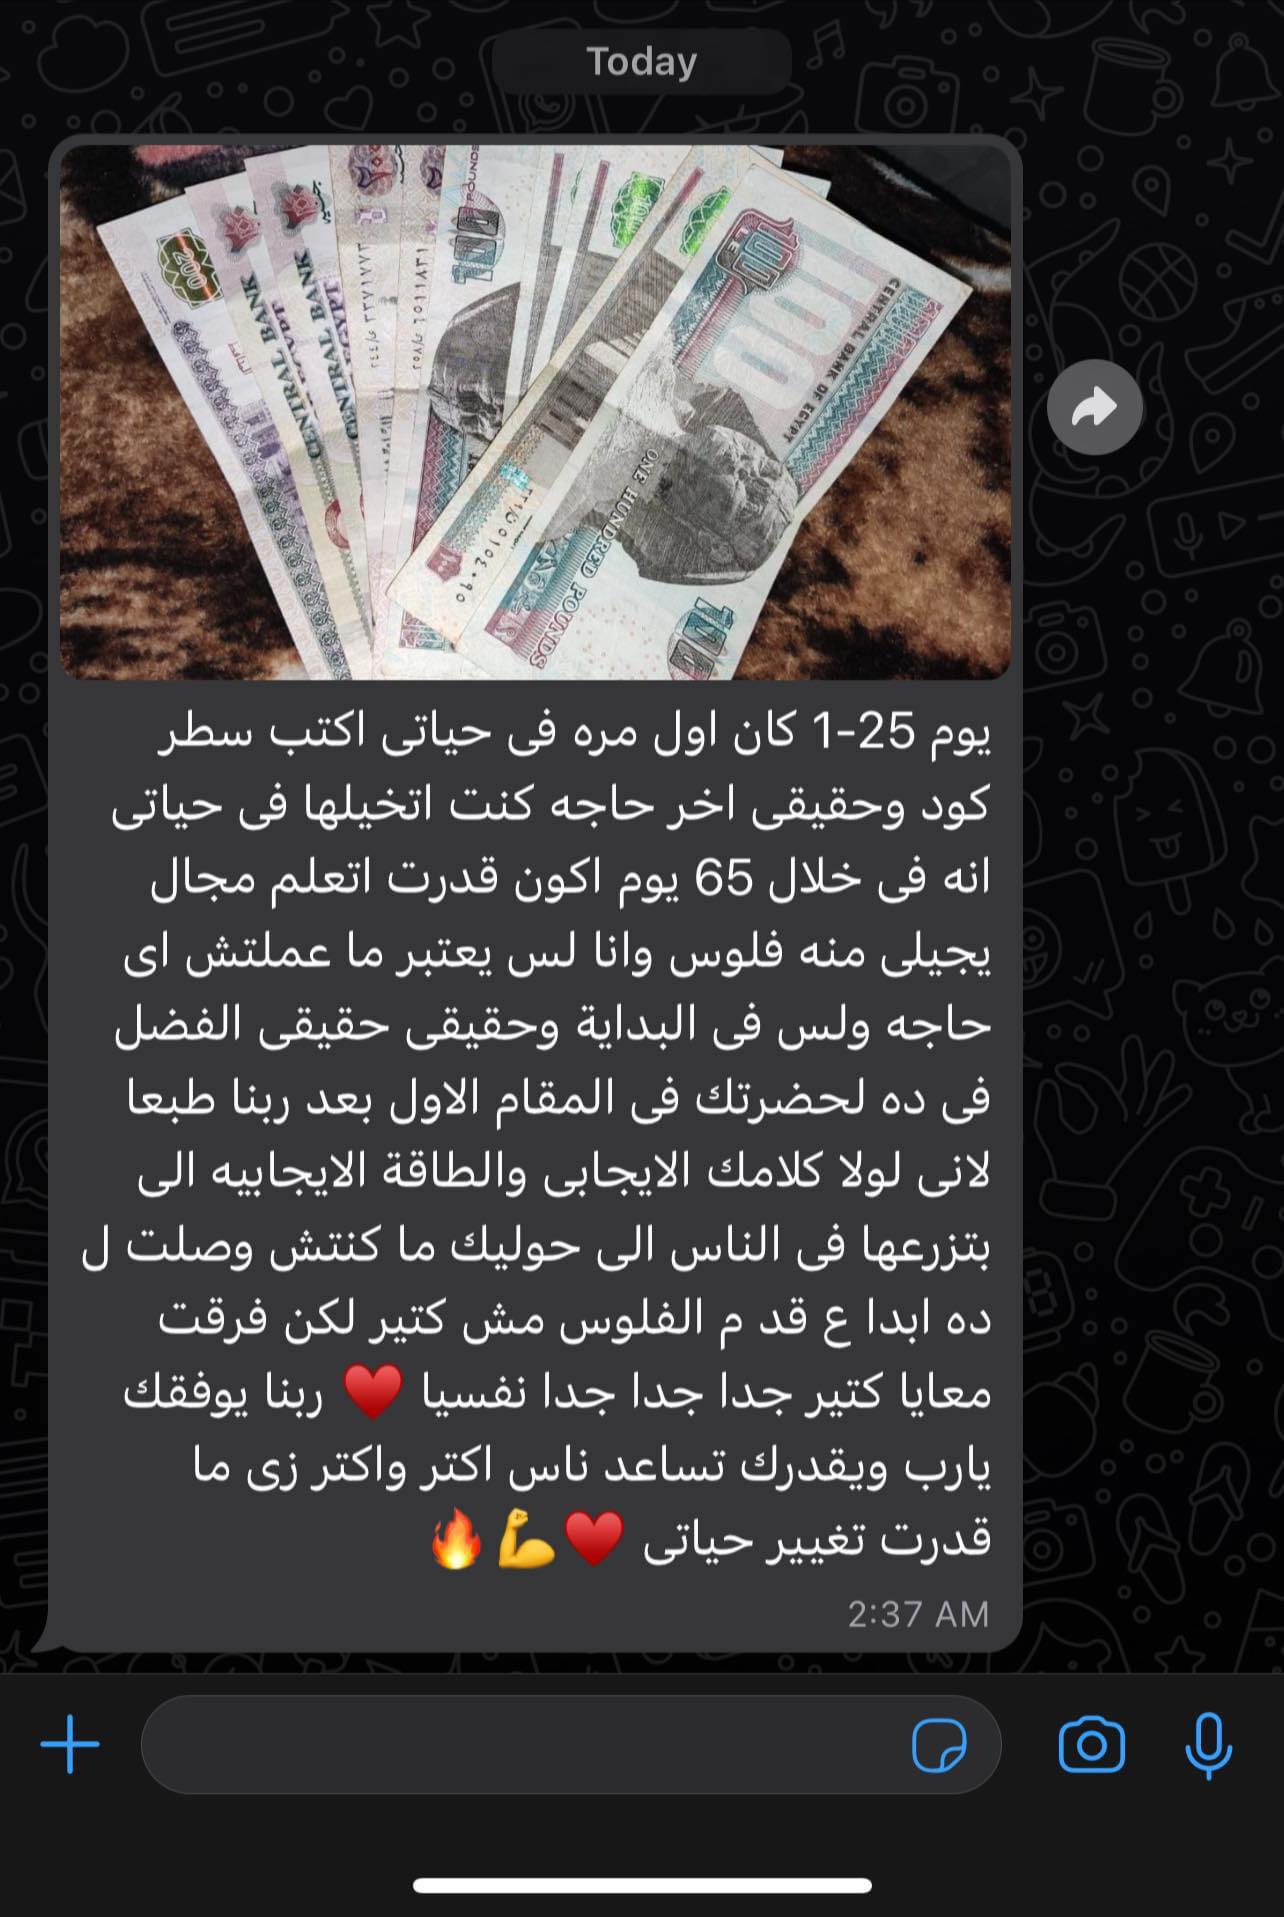 Today
200
CENTRAL BANK
CENTRAL BANK
100
POUNDS
100
CENTRAL BANK OF EGYPT
ONE HUNDRED POUNDS
100
يوم 25-1 كان اول مره فى حياتى اكتب سطر
كود وحقيقى اخر حاجه كنت اتخيلها فى حياتى
انه فى خلال 65 يوم اكون قدرت اتعلم مجال
يجيلى منه فلوس وانا لس يعتبر ما عملتش اى
حاجه ولس فى البداية وحقيقى حقيقى الفضل
فى ده لحضرتك فى المقام الاول بعد ربنا طبعا
لانى لولا كلامك الايجابى والطاقة الايجابيه الى
بتزرعها فى الناس الى حوليك ما كنتش وصلت ل
ده ابدا ع قد م الفلوس مش كتير لكن فرقت
معايا كتير جدا جدا جدا نفسيا ♥️ ربنا يوفقك
يارب ويقدرك تساعد ناس اكتر واكتر زى ما
قدرت تغيير حياتى ♥️💪🔥
2:37 AM